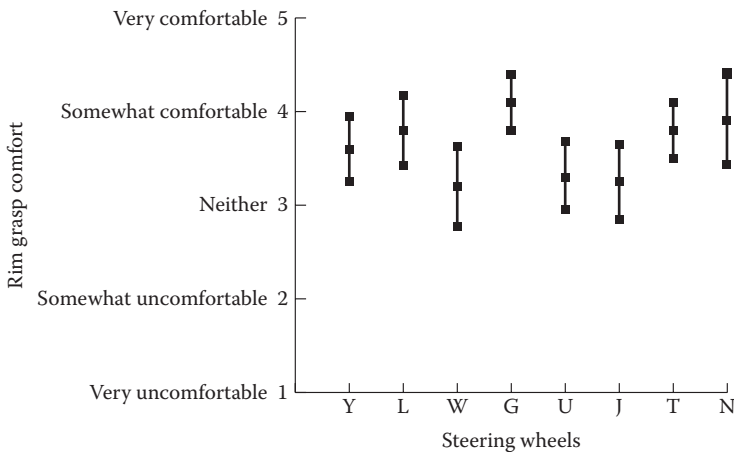 Very comfortable 5
Somewhat comfortable 4
Neither 3
Somewhat uncomfortable 2
Very uncomfortable 1
Rim grasp comfort
Y L W G U J T N
Steering wheels